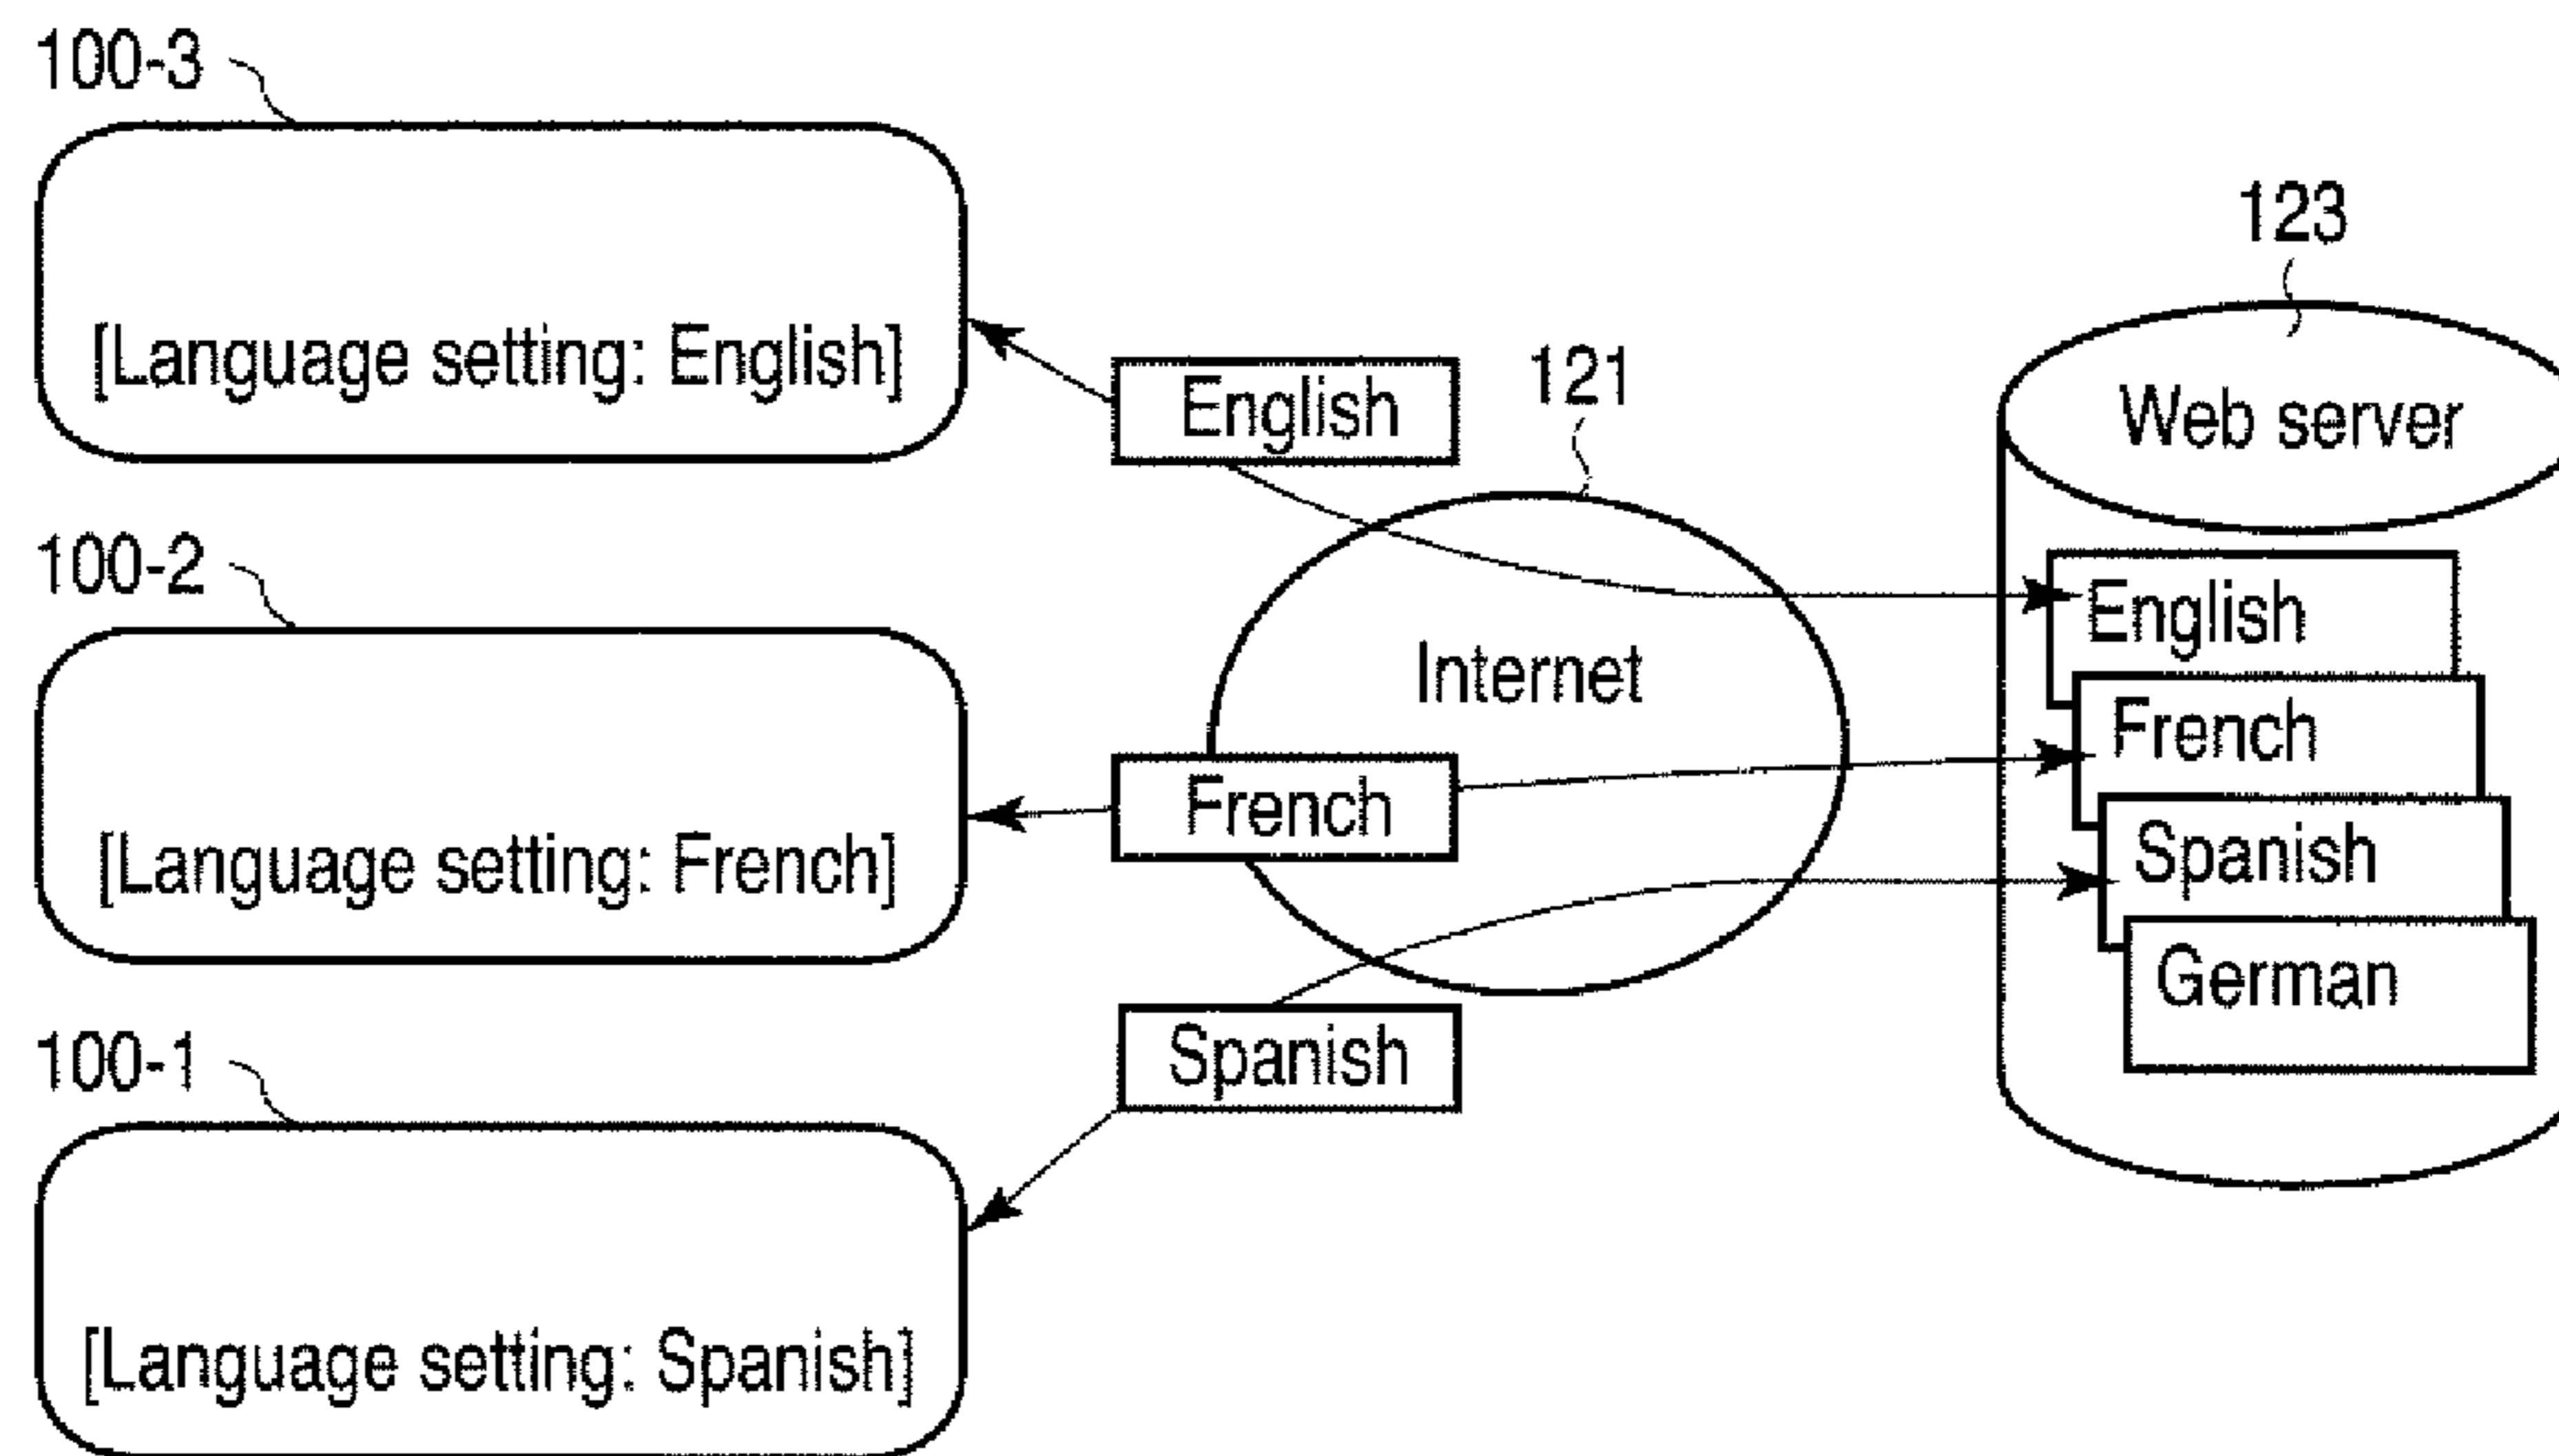 100-3
[Language setting: English]
100-2
[Language setting: French]
100-1
[Language setting: Spanish]
English
121
Internet
French
Spanish
123
Web server
English
French
Spanish
German